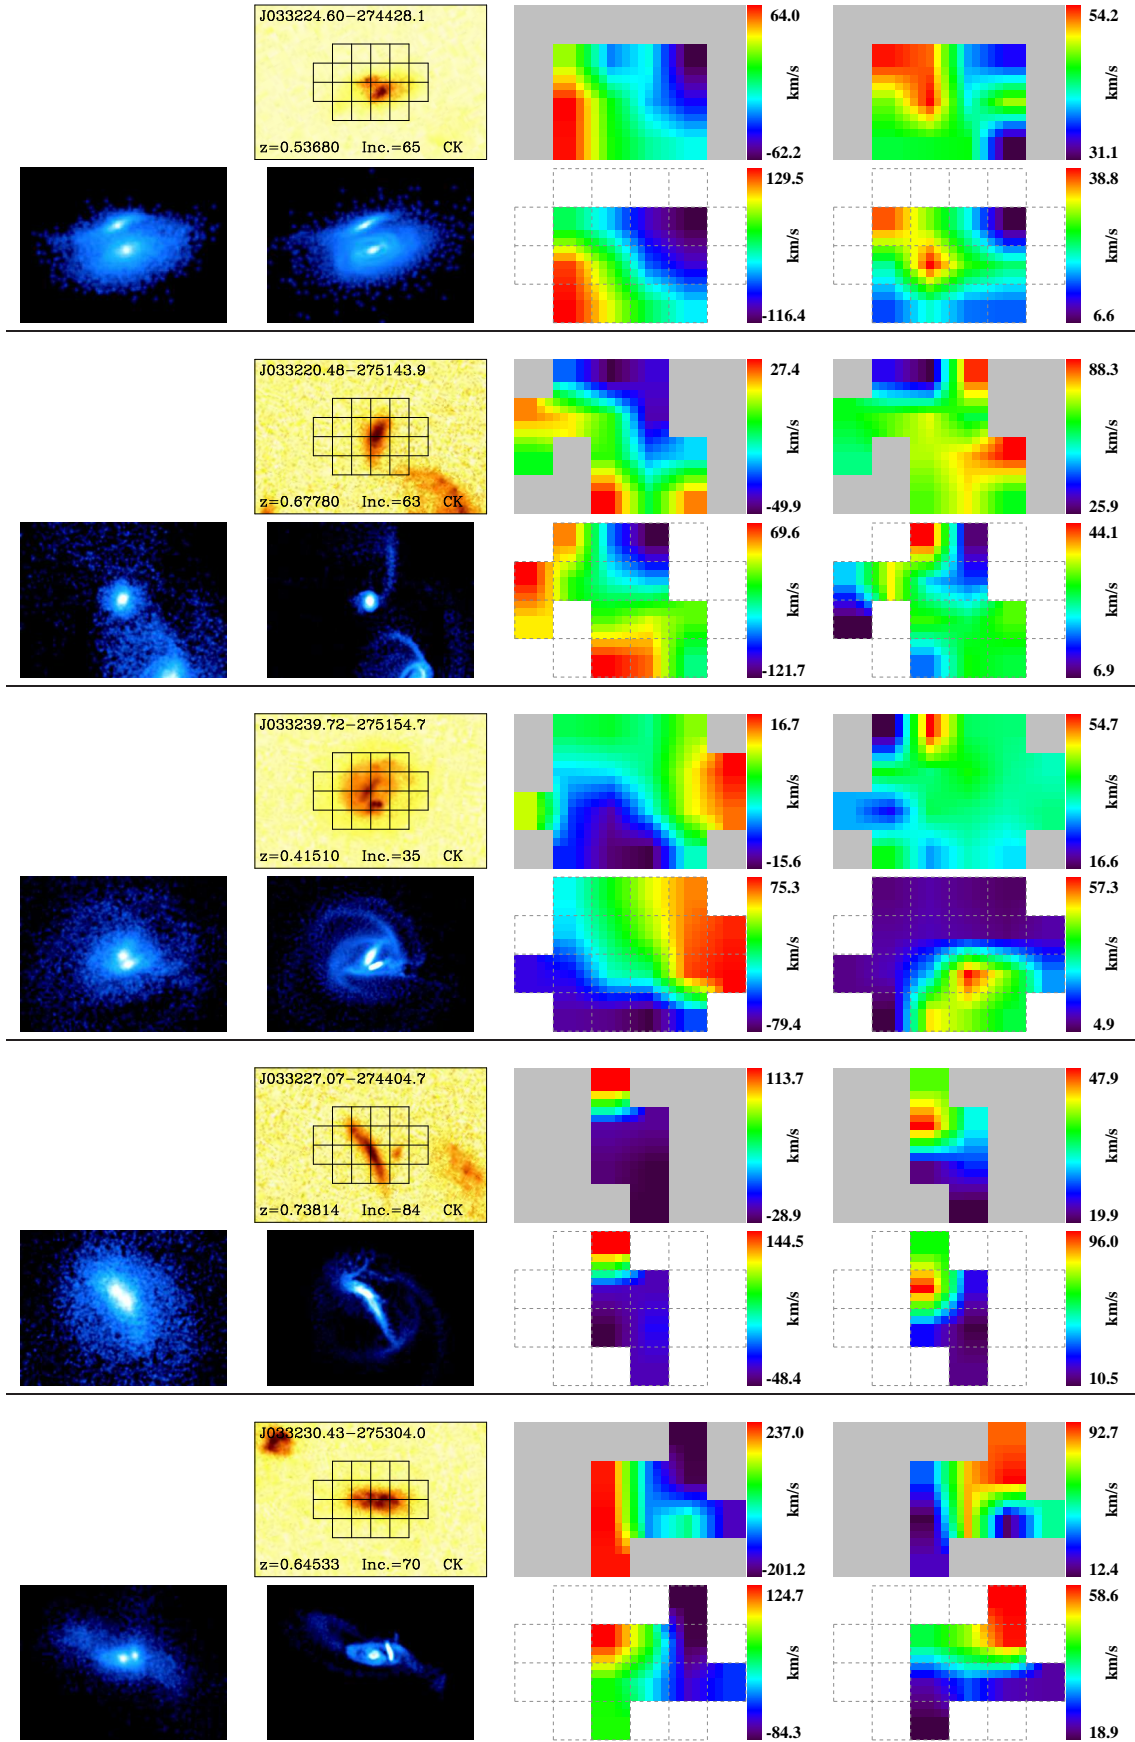 J033224.60-274428.1
z=0.53680 Inc.=65 CK
64.0
km/s
-62.2
54.2
km/s
31.1
129.5
km/s
-116.4
38.8
km/s
6.6
J033220.48-275143.9
z=0.67780 Inc.=63 CK
27.4
km/s
-49.9
88.3
km/s
25.9
69.6
km/s
-121.7
44.1
km/s
6.9
J033239.72-275154.7
z=0.41510 Inc.=35 CK
16.7
km/s
-15.6
54.7
km/s
16.6
75.3
km/s
-79.4
57.3
km/s
4.9
J033227.07-274404.7
z=0.73814 Inc.=84 CK
113.7
km/s
-28.9
47.9
km/s
19.9
144.5
km/s
-48.4
96.0
km/s
10.5
J033230.43-275304.0
z=0.64533 Inc.=70 CK
237.0
km/s
-201.2
92.7
km/s
12.4
124.7
km/s
-84.3
58.6
km/s
18.9